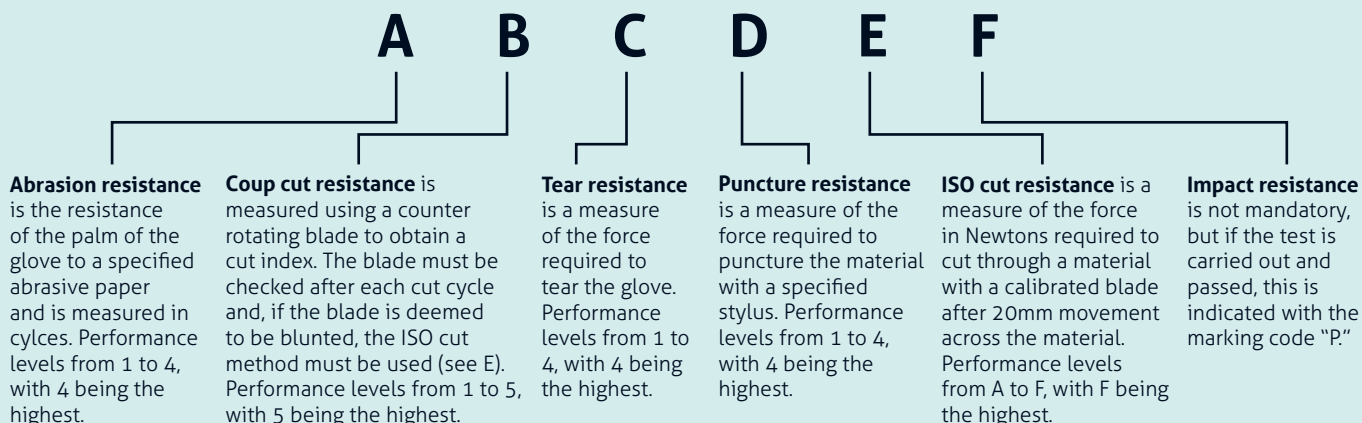 A B C D E F
Abrasion resistance
is the resistance
of the palm of the
glove to a specified
abrasive paper
and is measured in
cylces. Performance
levels from 1 to 4,
with 4 being the
highest.
Coup cut resistance is
measured using a counter
rotating blade to obtain a
cut index. The blade must be
checked after each cut cycle
and, if the blade is deemed
to be blunted, the ISO cut
method must be used (see E).
Performance levels from 1 to 5,
with 5 being the highest.
Tear resistance
is a measure
of the force
required to
tear the glove.
Performance
levels from 1 to
4, with 4 being
the highest.
Puncture resistance
is a measure of the
force required to
puncture the material
with a specified
stylus. Performance
levels from 1 to 4,
with 4 being the
highest.
ISO cut resistance is a
measure of the force
in Newtons required to
cut through a material
with a calibrated blade
after 20mm movement
across the material.
Performance levels
from A to F, with F being
the highest.
Impact resistance
is not mandatory,
but if the test is
carried out and
passed, this is
indicated with the
marking code “P.”